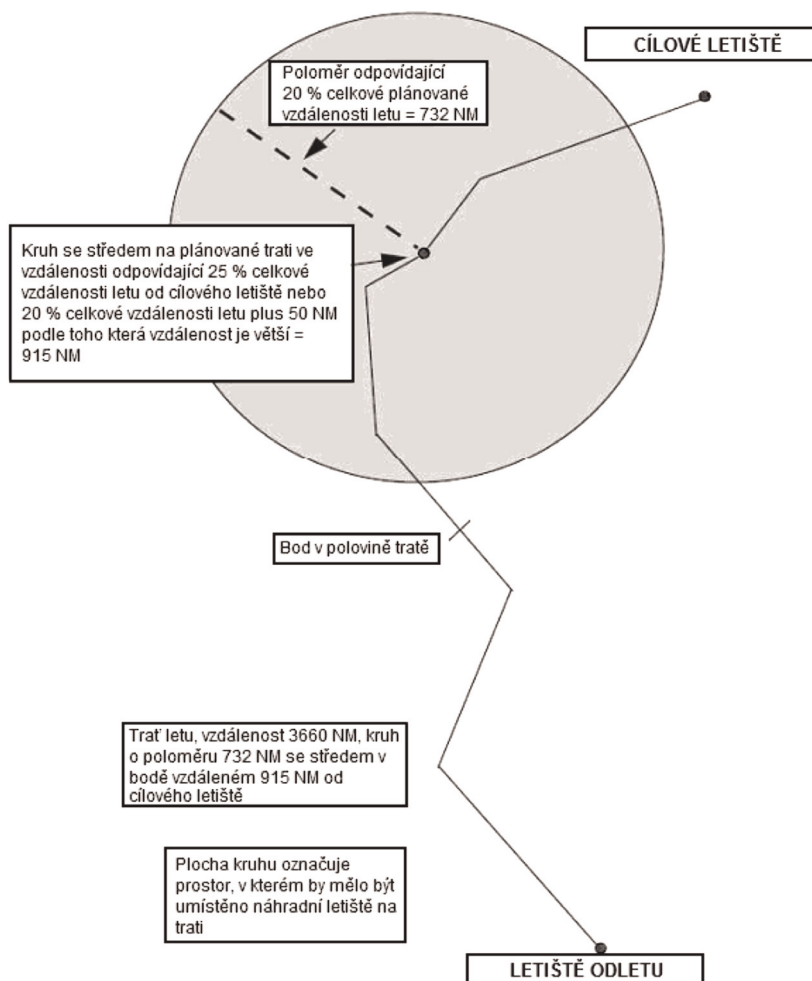 CÍLOVÉ LETIŠTĚ
Poloměr odpovídající
20 % celkové plánované
vzdálenosti letu = 732 NM
Kruh se středem na plánované trati ve
vzdálenosti odpovídající 25 % celkové
vzdálenosti letu od cílového letiště nebo
20 % celkové vzdálenosti letu plus 50 NM
podle toho která vzdálenost je větší =
915 NM
Bod v polovině tratě
Trať letu, vzdálenost 3660 NM, kruh
o poloměru 732 NM se středem v
bodě vzdáleném 915 NM od
cílového letiště
Plocha kruhu označuje
prostor, v kterém by mělo být
umístěno náhradní letiště na
trati
LETIŠTĚ ODLETU